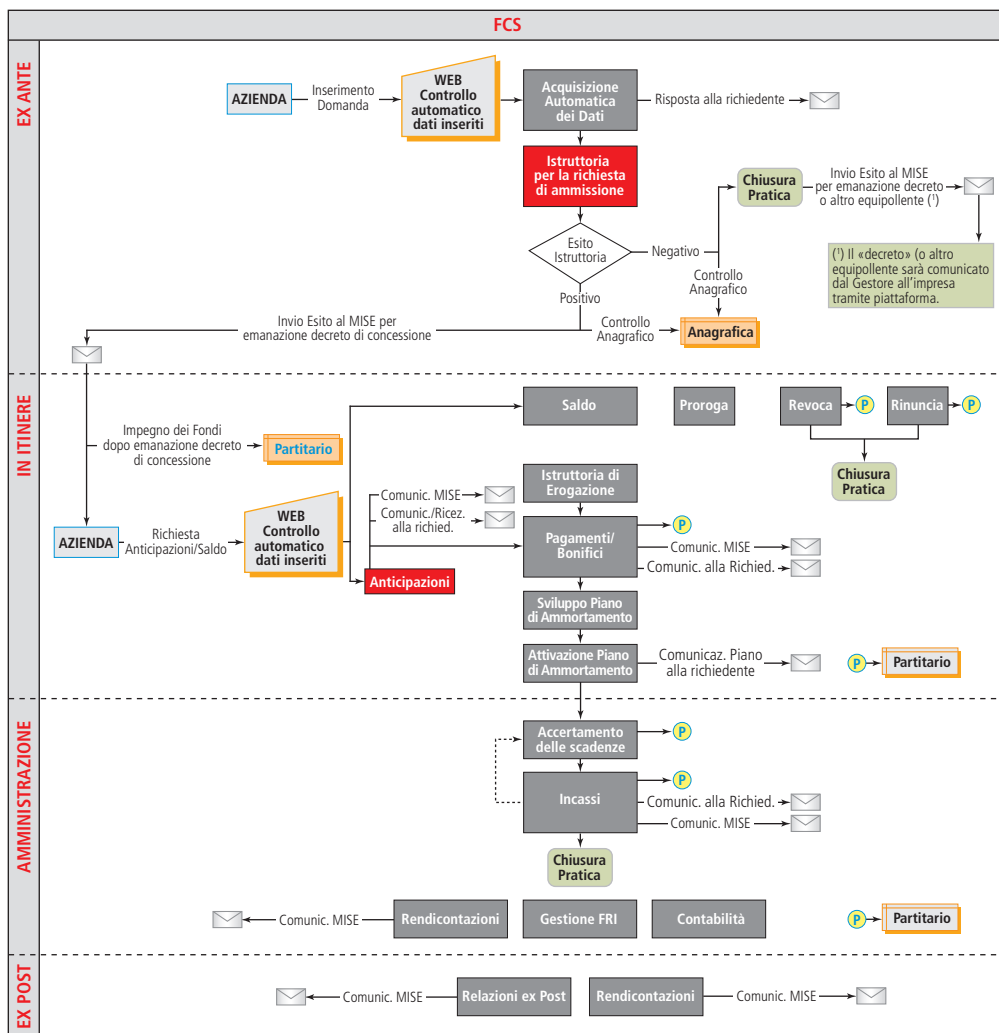 FCS
EX ANTE
AZIENDA
Inserimento
Domanda
WEB
Controllo
automatico
dati inseriti
Acquisizione
Automatica
dei Dati
Risposta alla richiedente
Istruttoria
per la richiesta
di ammissione
Esito
Istruttoria
Negativo
Positivo
Chiusura
Pratica
Invio Esito al MISE
per emanazione decreto
o altro equipollente (¹)
(¹) Il «decreto» (o altro
equipollente sarà comunicato
dal Gestore all'impresa
tramite piattaforma.
Controllo
Anagrafico
Controllo
Anagrafico
Anagrafica
Invio Esito al MISE per
emanazione decreto di concessione
IN ITINERE
Impegno dei Fondi
dopo emanazione decreto
di concessione
Partitario
AZIENDA
Richiesta
Anticipazioni/Saldo
WEB
Controllo
automatico
dati inseriti
Saldo
Proroga
Revoca
P
Rinuncia
P
Chiusura
Pratica
Comunic. MISE
Comunic./Ricez.
alla richied.
Anticipazioni
Istruttoria di
Erogazione
Pagamenti/
Bonifici
P
Comunic. MISE
Comunic. alla Richied.
Sviluppo Piano
di Ammortamento
Attivazione Piano
di Ammortamento
Comunicaz. Piano
alla richiedente
P
Partitario
AMMINISTRAZIONE
Accertamento
delle scadenze
P
Incassi
P
Comunic. alla Richied.
Comunic. MISE
Chiusura
Pratica
Comunic. MISE
Rendicontazioni
Gestione FRI
Contabilità
P
Partitario
EX POST
Comunic. MISE
Relazioni ex Post
Rendicontazioni
Comunic. MISE